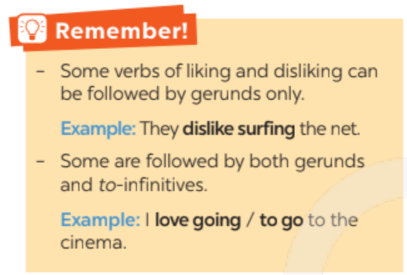 Remember!
– Some verbs of liking and disliking can
be followed by gerunds only.
Example: They dislike surfing the net.
– Some are followed by both gerunds
and to-infinitives.
Example: I love going / to go to the
cinema.